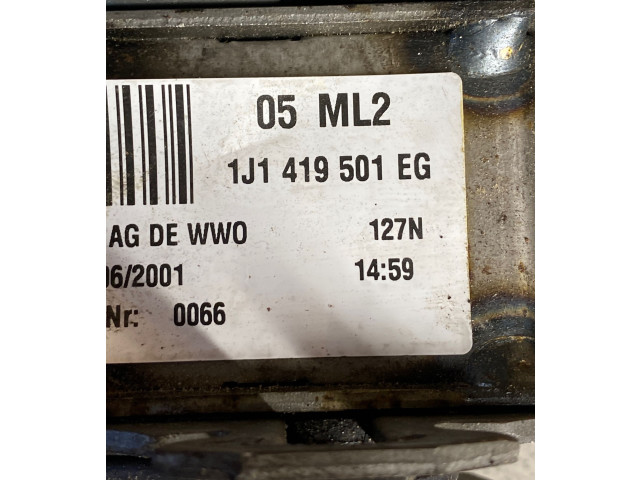 05 ML2
1J1 419 501 EG
AG DE WWO 127N
06/2001 14:59
Nr: 0066